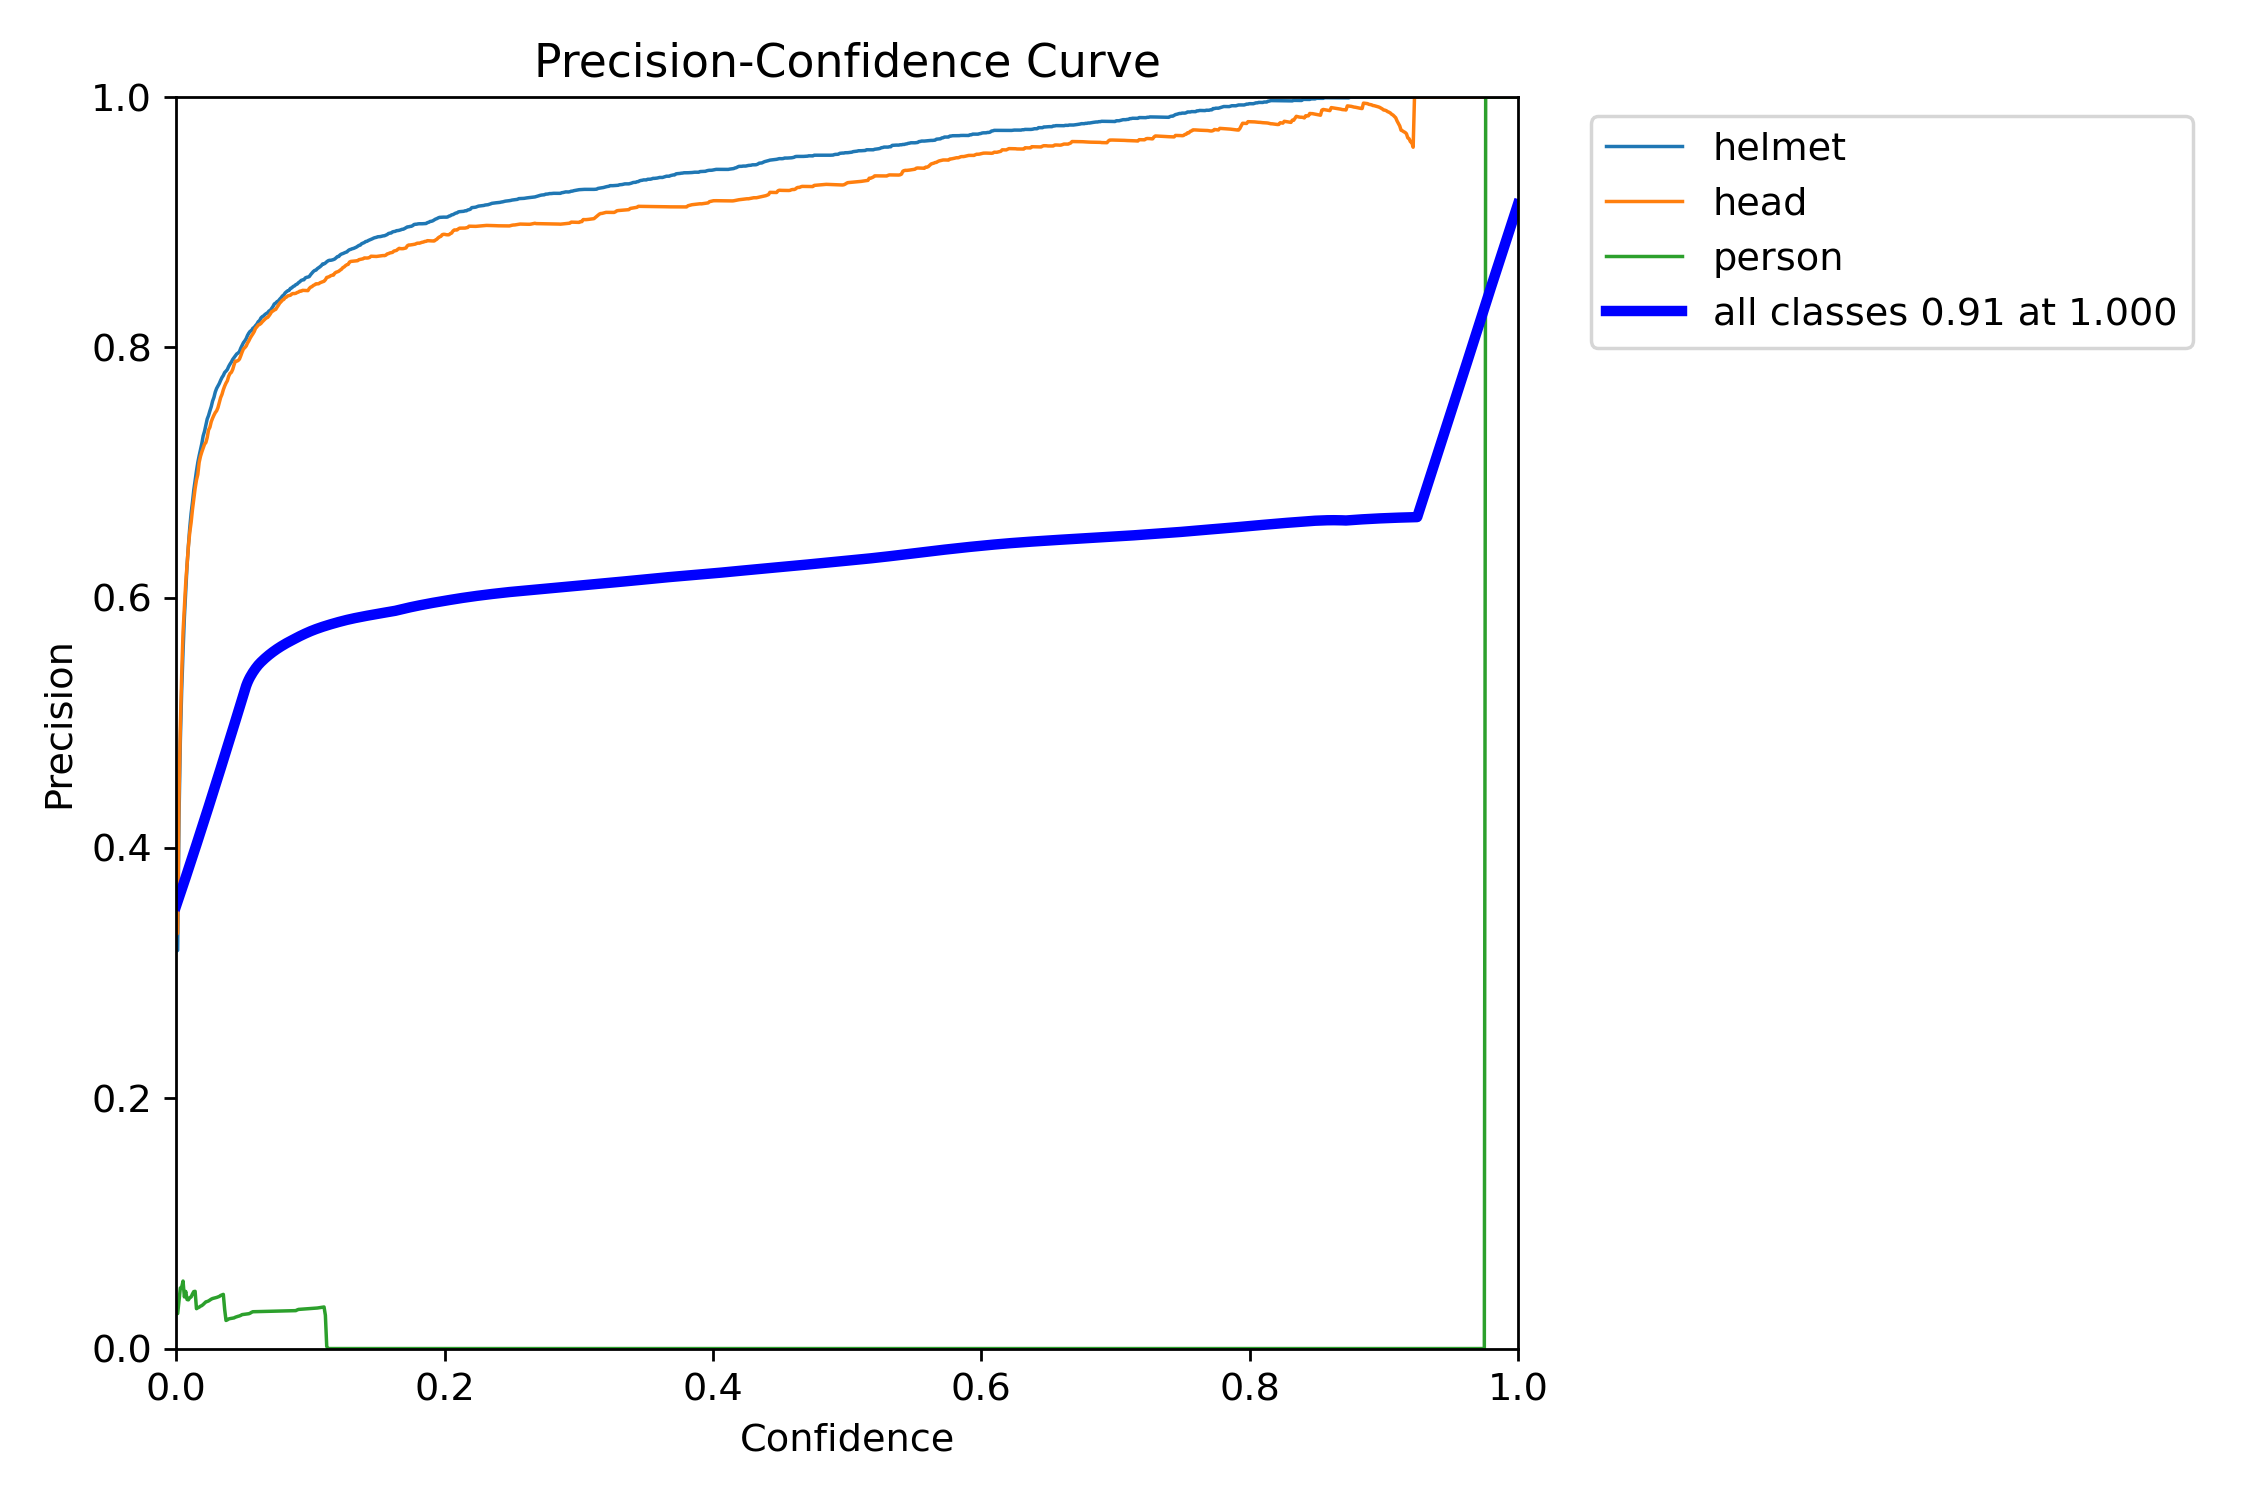 Precision-Confidence Curve
1.0
0.8
0.6
0.4
0.2
0.0
Precision
0.0 0.2 0.4 0.6 0.8 1.0
Confidence
helmet
head
person
all classes 0.91 at 1.000